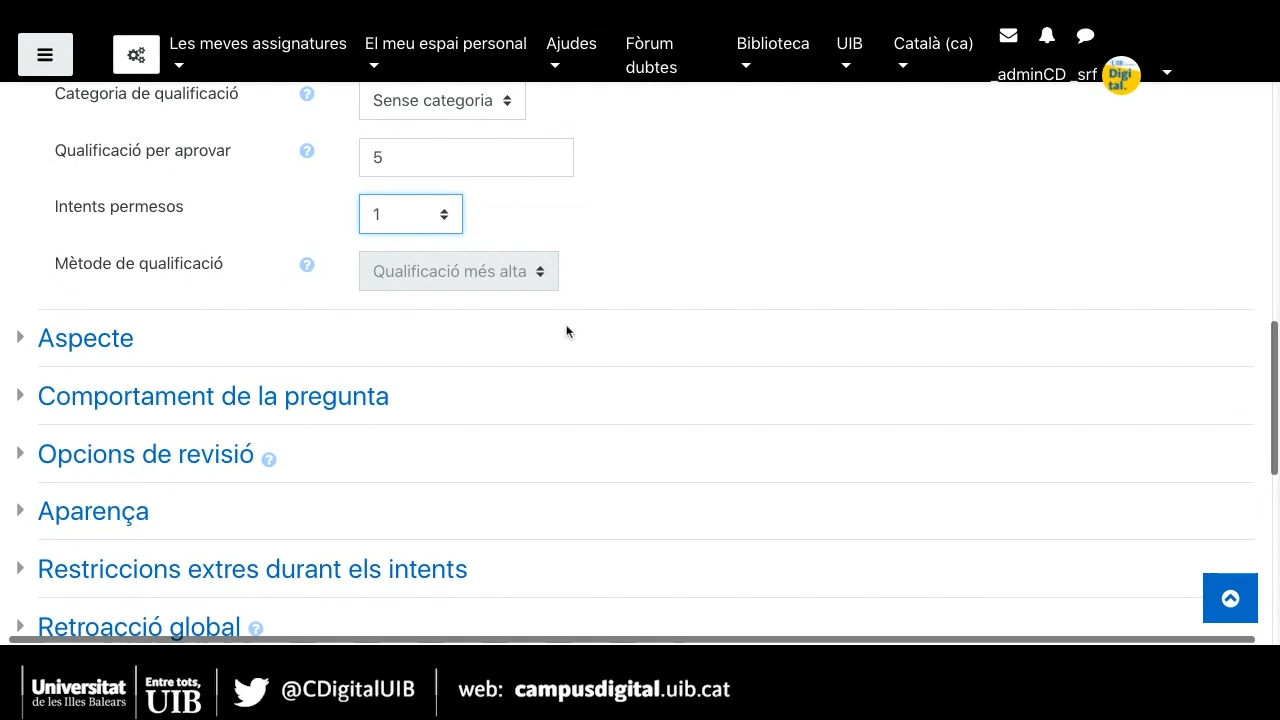 Les meves assignatures
El meu espai personal
Ajudes
Fòrum
dubtes
Biblioteca
UIB
Català (ca)
_adminCD _srf
Digi
tal.
Categoria de qualificació
Sense categoria
Qualificació per aprovar
5
Intents permesos
1
Mètode de qualificació
Qualificació més alta
Aspecte
Comportament de la pregunta
Opcions de revisió
Aparença
Restriccions extres durant els intents
Retroacció global
Universitat
de les Illes Balears
Entre tots,
UIB
@CDigitalUIB
web: campusdigital.uib.cat